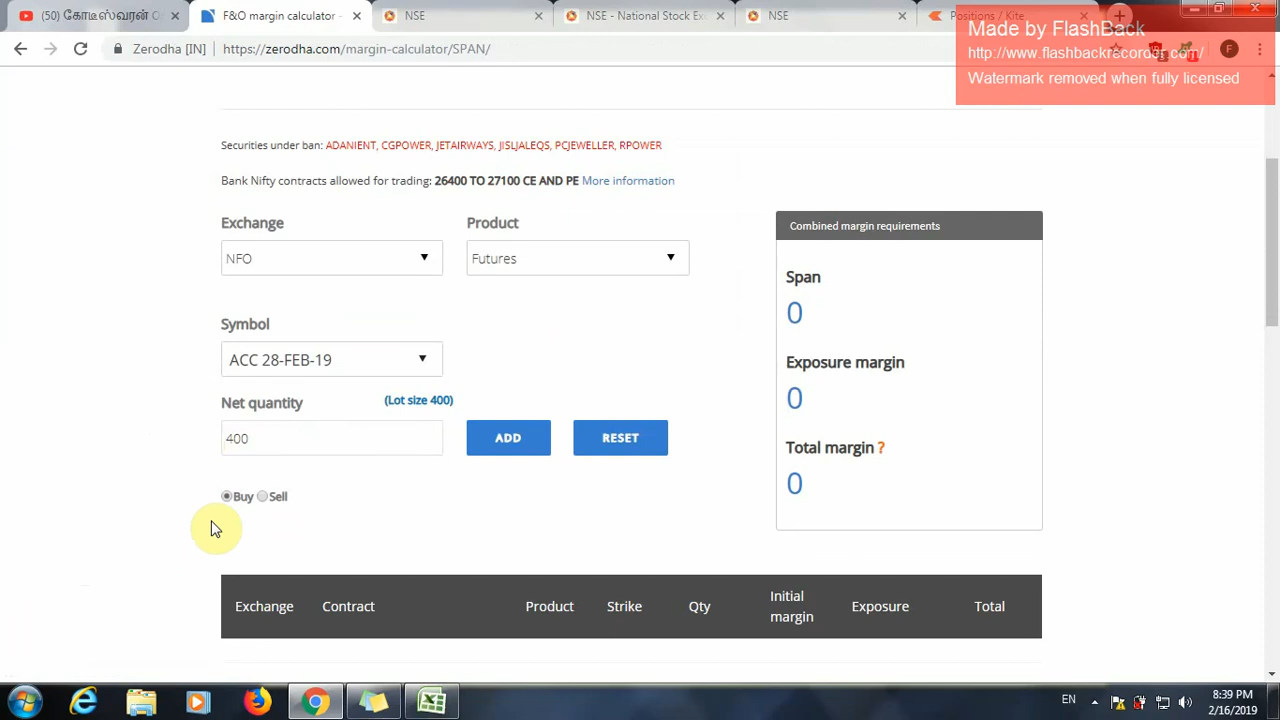 (50) கோடீஸ்வரன் O
F&O margin calculator -
NSE
NSE - National Stock Exc
NSE
Positions / Kite
Made by FlashBack
http://www.flashbackrecorder.com/
Watermark removed when fully licensed
Zerodha [IN]
https://zerodha.com/margin-calculator/SPAN/
F
Securities under ban: ADANIENT, CGPOWER, JETAIRWAYS, JISLJALEQS, PCJEWELLER, RPOWER
Bank Nifty contracts allowed for trading: 26400 TO 27100 CE AND PE More information
Exchange
Product
Combined margin requirements
NFO
Futures
Span
0
Symbol
ACC 28-FEB-19
Exposure margin
0
Net quantity
(Lot size 400)
400
ADD
RESET
Total margin ?
0
Buy
Sell
Exchange
Contract
Product
Strike
Qty
Initial
margin
Exposure
Total
EN
8:39 PM
2/16/2019